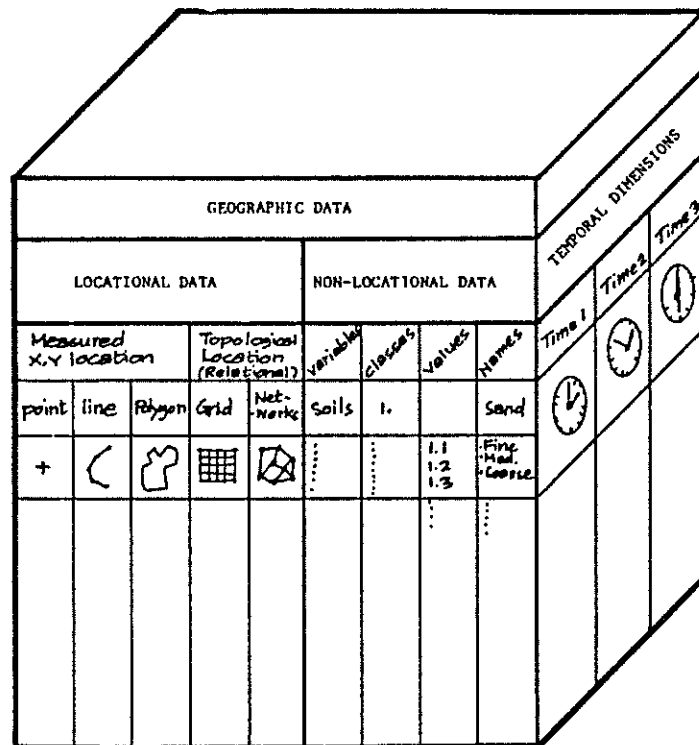 GEOGRAPHIC DATA
TEMPORAL DIMENSIONS
LOCATIONAL DATA
NON-LOCATIONAL DATA
Time 1
Time 2
Time 3
Measured
X,Y location
Topological
Location
(Relational)
variables
classes
values
Names
point
line
Polygon
Grid
Net-
-works
Soils
1.
Sand
1.1
1.2
1.3
·Fine
·Med.
·Coarse